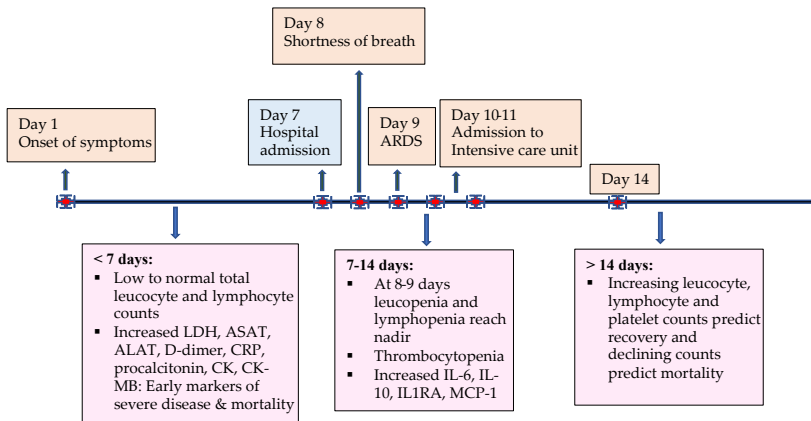 Day 8
Shortness of breath
Day 1
Onset of symptoms
Day 7
Hospital
admission
Day 9
ARDS
Day 10-11
Admission to
Intensive care unit
Day 14
< 7 days:
▪ Low to normal total
leucocyte and lymphocyte
counts
▪ Increased LDH, ASAT,
ALAT, D-dimer, CRP,
procalcitonin, CK, CK-
MB: Early markers of
severe disease & mortality
7-14 days:
▪ At 8-9 days
leucopenia and
lymphopenia reach
nadir
▪ Thrombocytopenia
▪ Increased IL-6, IL-
10, IL1RA, MCP-1
> 14 days:
▪ Increasing leucocyte,
lymphocyte and
platelet counts predict
recovery and
declining counts
predict mortality